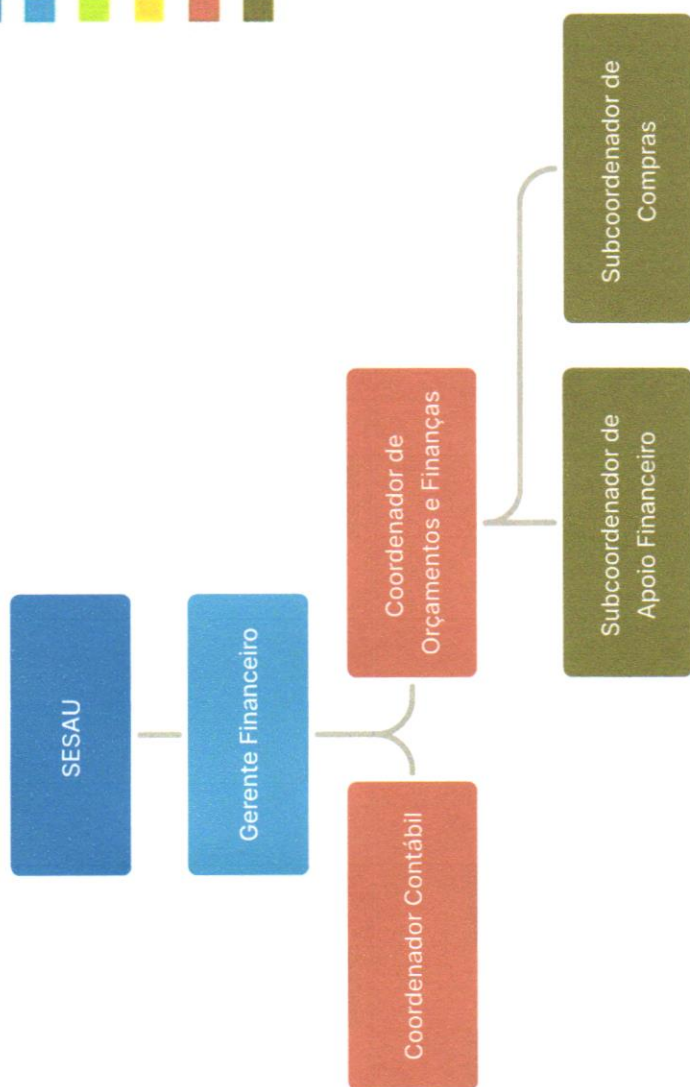 SESAU
Gerente Financeiro
Coordenador Contábil
Coordenador de
Orçamentos e Finanças
Subcoordenador de
Apoio Financeiro
Subcoordenador de
Compras